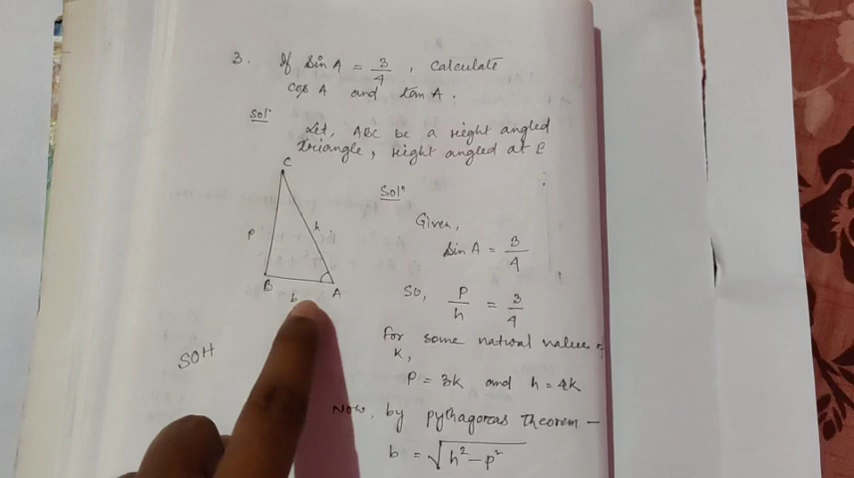 3. If sin A = 3/4, calculate
cos A and tan A.
Sol^n
Let, ABC be a right angled
triangle, right angled at B
C
P
h
B
b
A
SOH
Sol^n
Given,
sin A = 3/4
So, P/h = 3/4
For some natural value
K,
P = 3k and h = 4k
Now, by pythagoras theorem –
b = √h²-p²